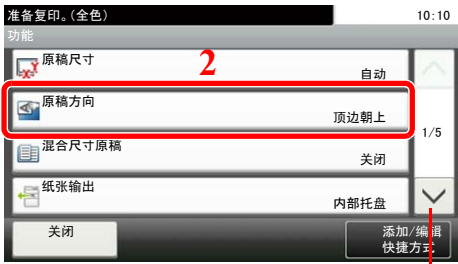 准备复印。(全色) 10:10
功能
原稿尺寸 2
自动
原稿方向
顶边朝上
1/5
混合尺寸原稿
关闭
纸张输出
内部托盘
关闭 添加/编辑
快捷方式